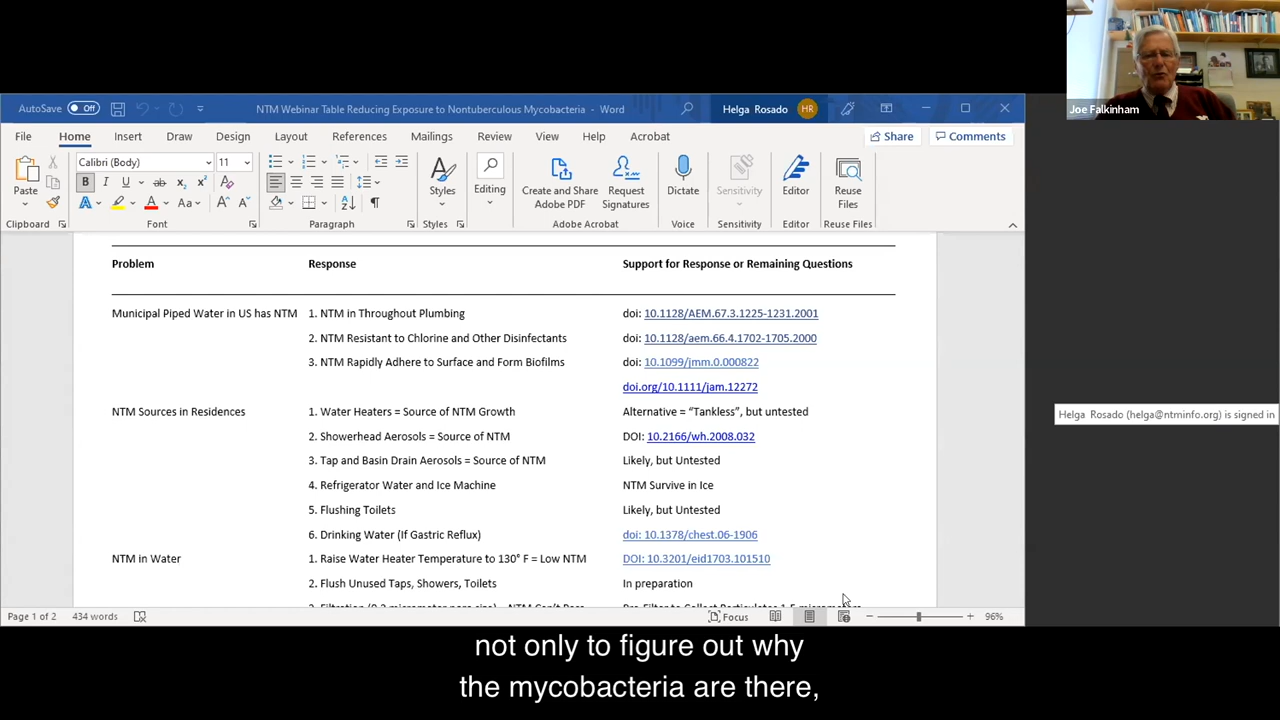 Joe Falkinham
AutoSave Off
NTM Webinar Table Reducing Exposure to Nontuberculous Mycobacteria - Word
Helga Rosado HR
File Home Insert Draw Design Layout References Mailings Review View Help Acrobat Share Comments
Calibri (Body) 11
Paste
Styles
Editing
Create and Share Adobe PDF
Request Signatures
Dictate
Sensitivity
Editor
Reuse Files
Clipboard Font Paragraph Styles Adobe Acrobat Voice Sensitivity Editor Reuse Files
Problem Response Support for Response or Remaining Questions
Municipal Piped Water in US has NTM 1. NTM in Throughout Plumbing doi: 10.1128/AEM.67.3.1225-1231.2001
2. NTM Resistant to Chlorine and Other Disinfectants doi: 10.1128/aem.66.4.1702-1705.2000
3. NTM Rapidly Adhere to Surface and Form Biofilms doi: 10.1099/jmm.0.000822
doi.org/10.1111/jam.12272
NTM Sources in Residences 1. Water Heaters = Source of NTM Growth Alternative = “Tankless”, but untested
Helga Rosado (helga@ntminfo.org) is signed in
2. Showerhead Aerosols = Source of NTM DOI: 10.2166/wh.2008.032
3. Tap and Basin Drain Aerosols = Source of NTM Likely, but Untested
4. Refrigerator Water and Ice Machine NTM Survive in Ice
5. Flushing Toilets Likely, but Untested
6. Drinking Water (If Gastric Reflux) doi: 10.1378/chest.06-1906
NTM in Water 1. Raise Water Heater Temperature to 130° F = Low NTM DOI: 10.3201/eid1703.101510
2. Flush Unused Taps, Showers, Toilets In preparation
Page 1 of 2 434 words Focus 96%
not only to figure out why
the mycobacteria are there,